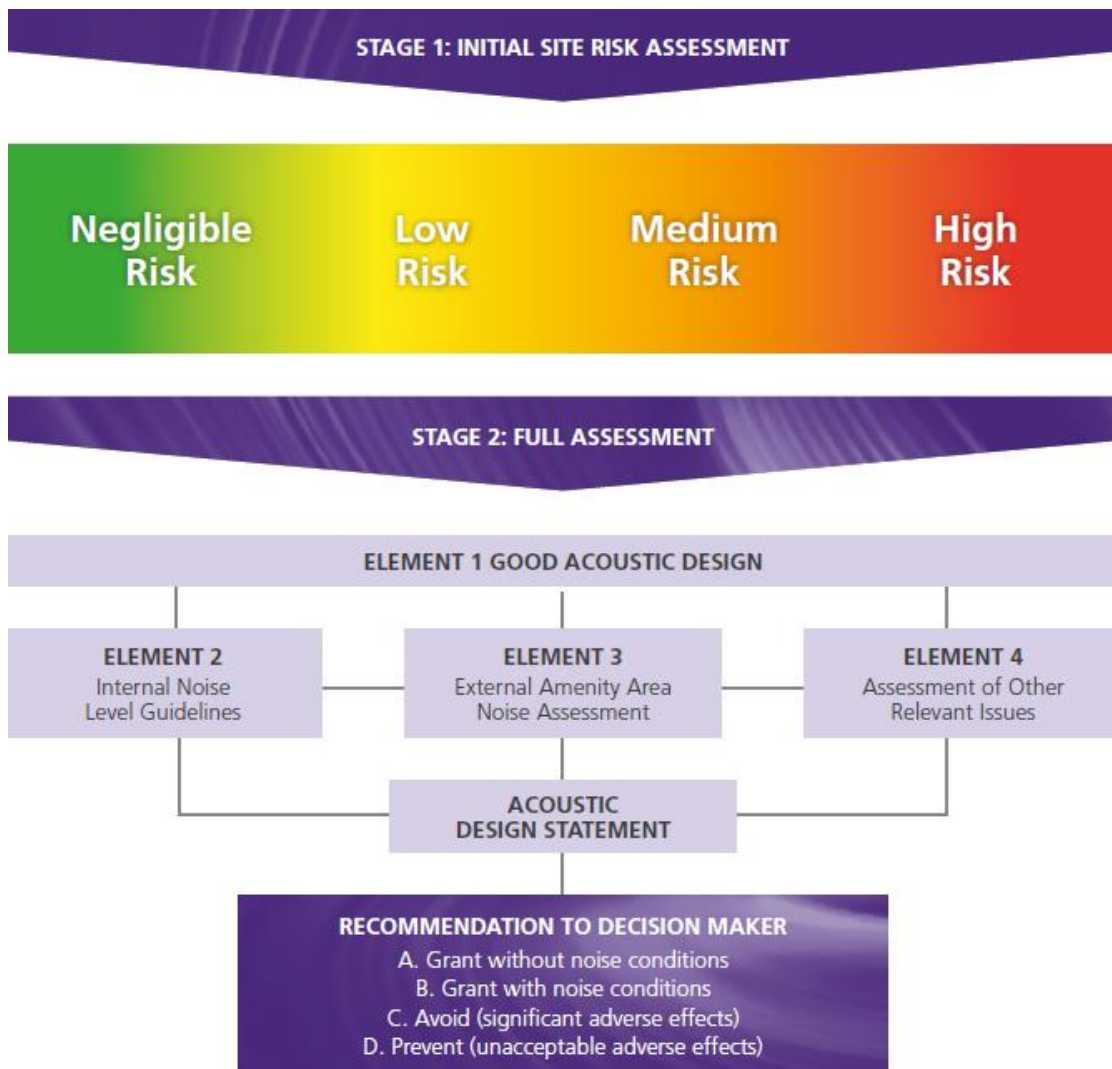 STAGE 1: INITIAL SITE RISK ASSESSMENT
Negligible
Risk
Low
Risk
Medium
Risk
High
Risk
STAGE 2: FULL ASSESSMENT
ELEMENT 1 GOOD ACOUSTIC DESIGN
ELEMENT 2
Internal Noise
Level Guidelines
ELEMENT 3
External Amenity Area
Noise Assessment
ELEMENT 4
Assessment of Other
Relevant Issues
ACOUSTIC
DESIGN STATEMENT
RECOMMENDATION TO DECISION MAKER
A. Grant without noise conditions
B. Grant with noise conditions
C. Avoid (significant adverse effects)
D. Prevent (unacceptable adverse effects)